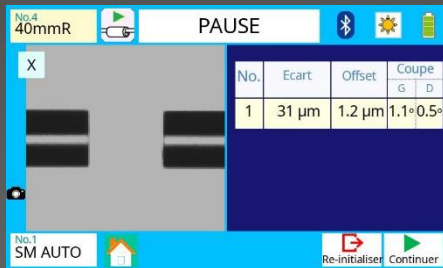 No.4
40mmR
PAUSE
X
No. Ecart Offset Coupe
G D
1 31 µm 1.2 µm 1.1° 0.5°
No.1
SM AUTO
Re-initialiser Continuer